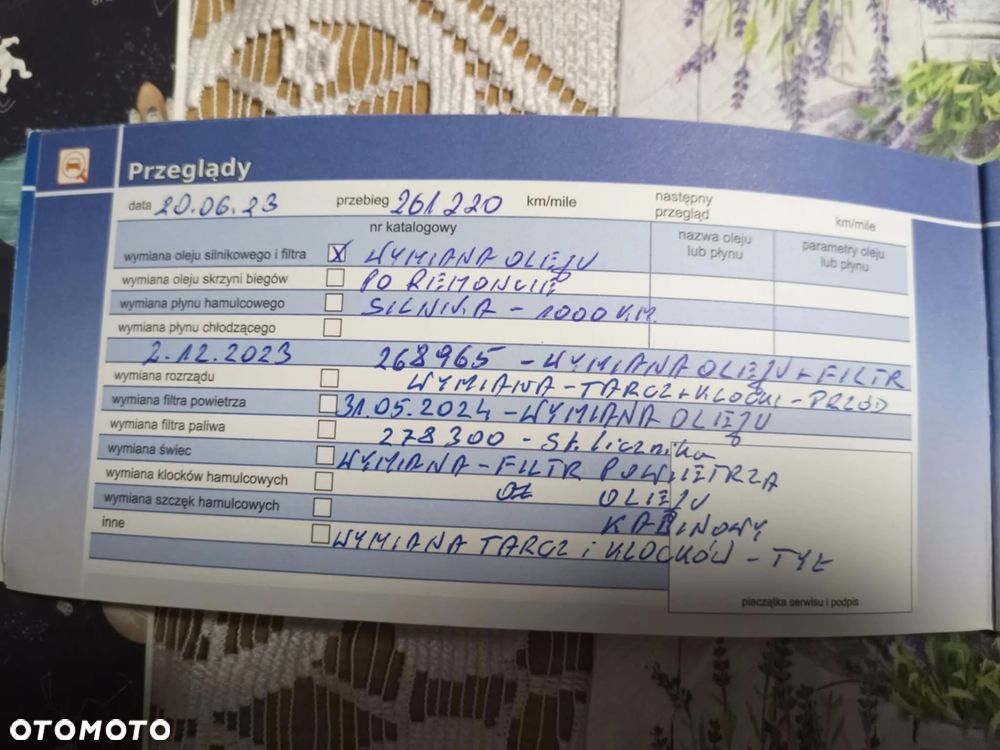 Przeglądy
data 20.06.23 przebieg 261220 km/mile następny przegląd km/mile
nr katalogowy nazwa oleju lub płynu parametry oleju lub płynu
wymiana oleju silnikowego i filtra X WYMIANA OLEJU
wymiana oleju skrzyni biegów PO REMONCIE
wymiana płynu hamulcowego SILNIKA - 1000 KM.
wymiana płynu chłodzącego
2.12.2023 268965 - WYMIANA OLEJU + FILTR
wymiana rozrządu WYMIANA - TARCZ + KLOCKI - PRZÓD
wymiana filtra powietrza 31.05.2024 - WYMIANA OLEJU
wymiana filtra paliwa 278300 - St. licznika
wymiana świec WYMIANA - FILTR POWIETRZA
wymiana klocków hamulcowych OLEJU
wymiana szczęk hamulcowych KABINOWY
inne WYMIANA TARCZ i KLOCKÓW - TYŁ
pieczątka serwisu i podpis
OTOMOTO